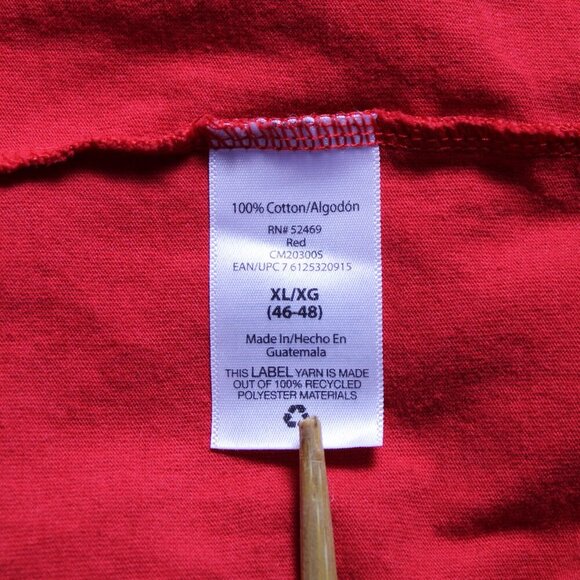 100% Cotton/Algodón
RN# 52469
Red
CM20300S
EAN/UPC 7 6125320915
XL/XG
(46-48)
Made In/Hecho En
Guatemala
THIS LABEL YARN IS MADE
OUT OF 100% RECYCLED
POLYESTER MATERIALS